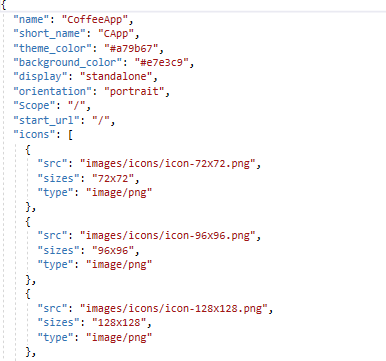 {
"name": "CoffeeApp",
"short_name": "CApp",
"theme_color": "#a79b67",
"background_color": "#e7e3c9",
"display": "standalone",
"orientation": "portrait",
"Scope": "/",
"start_url": "/",
"icons": [
{
"src": "images/icons/icon-72x72.png",
"sizes": "72x72",
"type": "image/png"
},
{
"src": "images/icons/icon-96x96.png",
"sizes": "96x96",
"type": "image/png"
},
{
"src": "images/icons/icon-128x128.png",
"sizes": "128x128",
"type": "image/png"
},